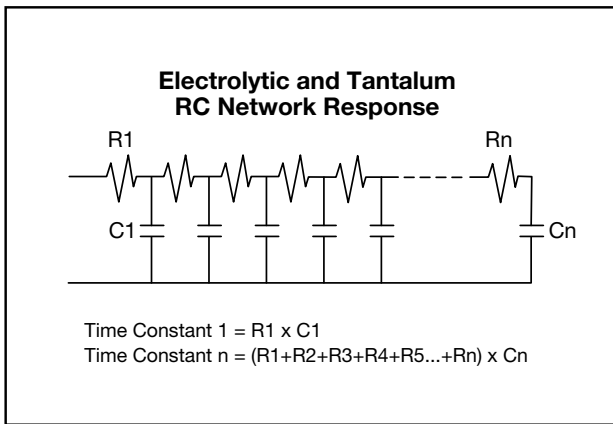 Electrolytic and Tantalum
RC Network Response
R1
Rn
C1
Cn
Time Constant 1 = R1 x C1
Time Constant n = (R1+R2+R3+R4+R5...+Rn) x Cn